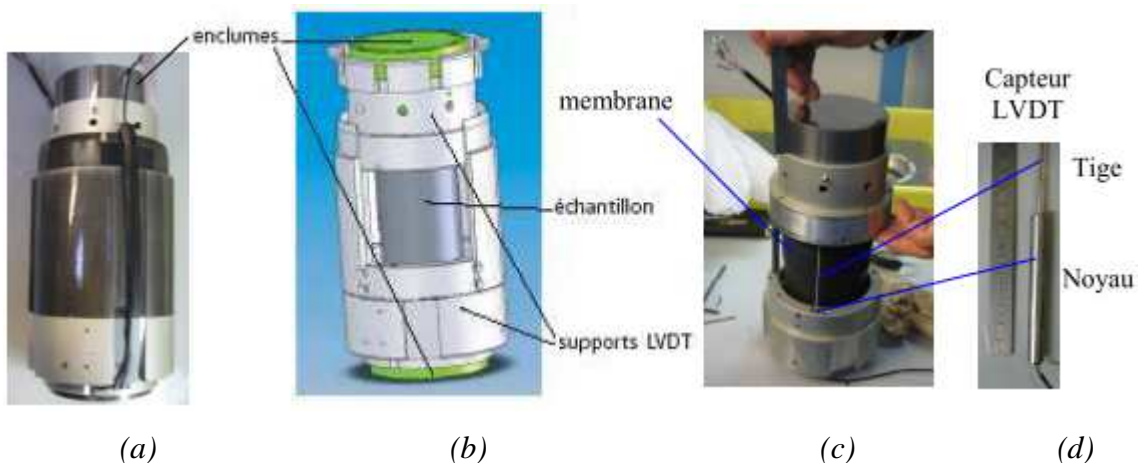 enclumes
membrane
échantillon
supports LVDT
Capteur
LVDT
Tige
Noyau
(a)
(b)
(c)
(d)